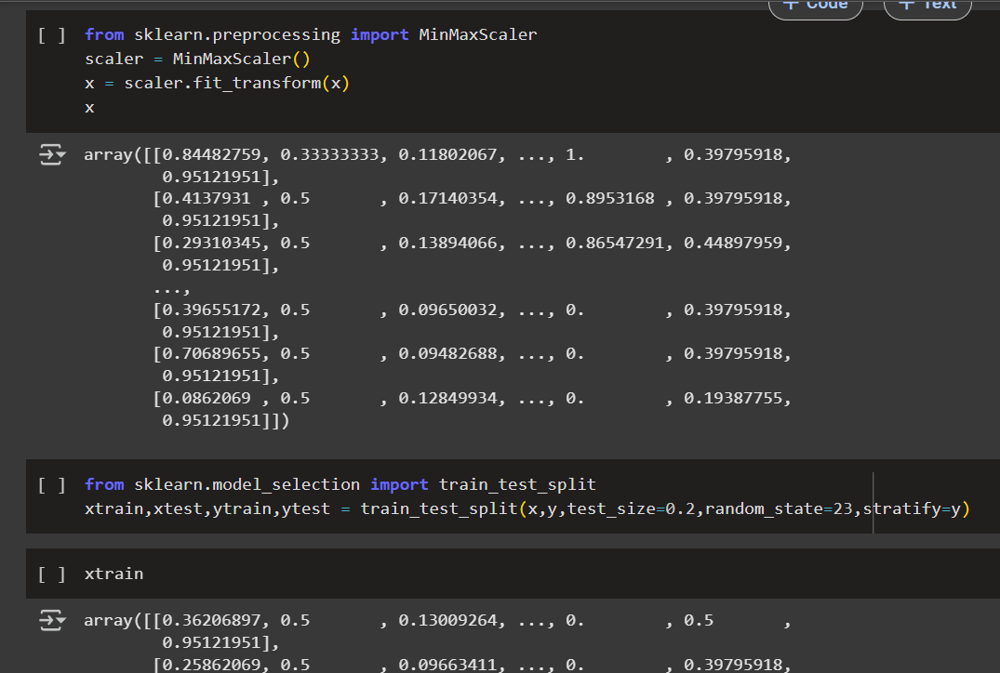 + Code + Text
[ ] from sklearn.preprocessing import MinMaxScaler
scaler = MinMaxScaler()
x = scaler.fit_transform(x)
x
array([[0.84482759, 0.33333333, 0.11802067, ..., 1.        , 0.39795918,
        0.95121951],
       [0.4137931 , 0.5       , 0.17140354, ..., 0.8953168 , 0.39795918,
        0.95121951],
       [0.29310345, 0.5       , 0.13894066, ..., 0.86547291, 0.44897959,
        0.95121951],
       ...,
       [0.39655172, 0.5       , 0.09650032, ..., 0.        , 0.39795918,
        0.95121951],
       [0.70689655, 0.5       , 0.09482688, ..., 0.        , 0.39795918,
        0.95121951],
       [0.0862069 , 0.5       , 0.12849934, ..., 0.        , 0.19387755,
        0.95121951]])
[ ] from sklearn.model_selection import train_test_split
xtrain,xtest,ytrain,ytest = train_test_split(x,y,test_size=0.2,random_state=23,stratify=y)
[ ] xtrain
array([[0.36206897, 0.5       , 0.13009264, ..., 0.        , 0.5       ,
        0.95121951],
       [0.25862069, 0.5       , 0.09663411, ..., 0.        , 0.39795918,